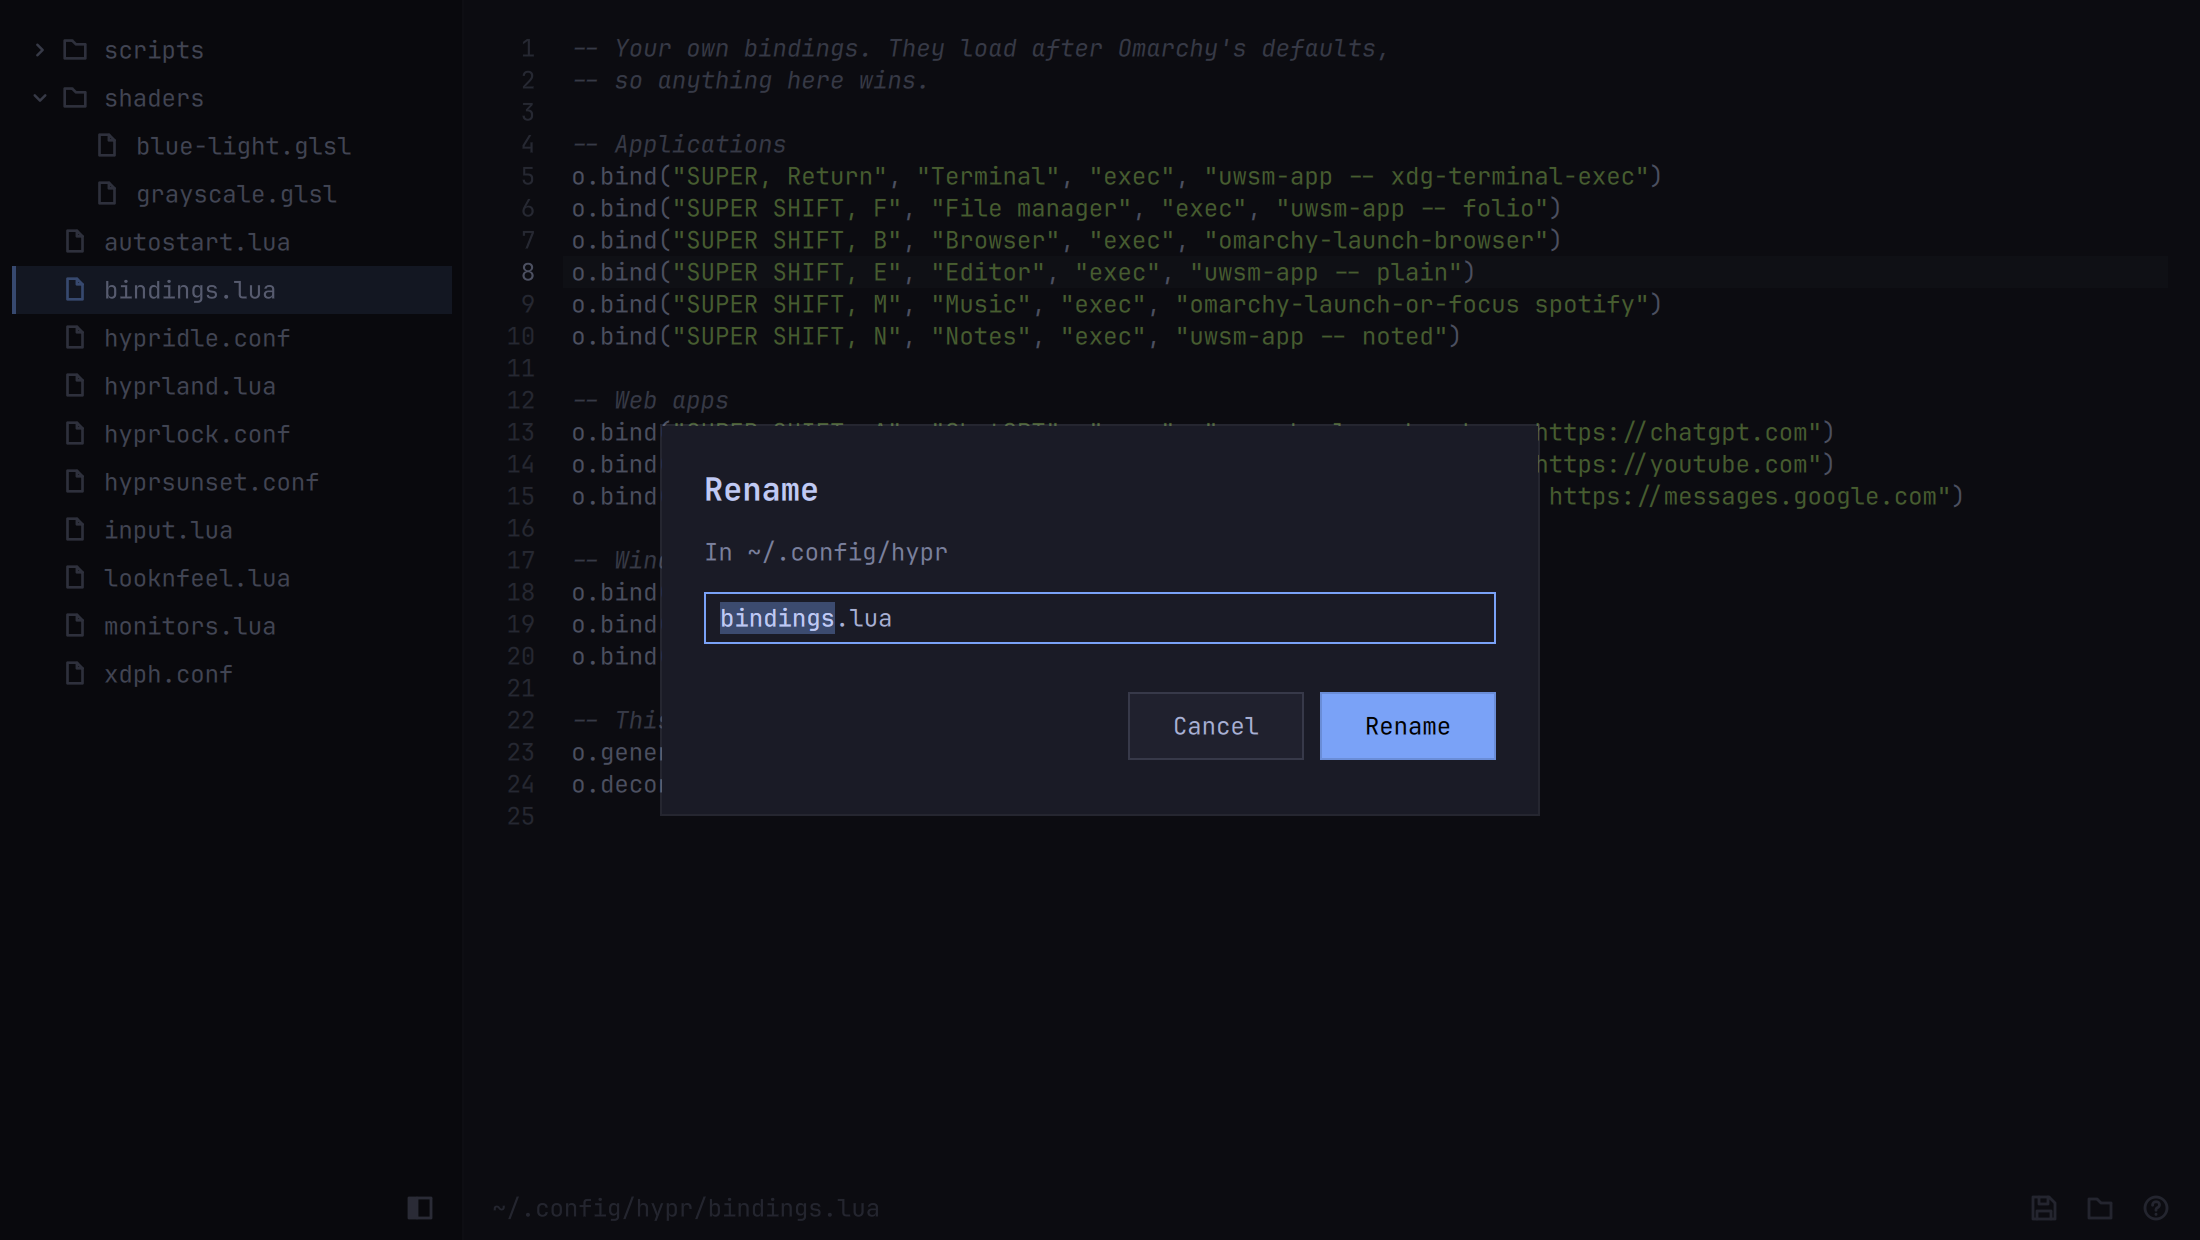 scripts
shaders
blue-light.glsl
grayscale.glsl
autostart.lua
bindings.lua
hypridle.conf
hyprland.lua
hyprlock.conf
hyprsunset.conf
input.lua
looknfeel.lua
monitors.lua
xdph.conf
1 -- Your own bindings. They load after Omarchy's defaults,
2 -- so anything here wins.
3
4 -- Applications
5 o.bind("SUPER, Return", "Terminal", "exec", "uwsm-app -- xdg-terminal-exec")
6 o.bind("SUPER SHIFT, F", "File manager", "exec", "uwsm-app -- folio")
7 o.bind("SUPER SHIFT, B", "Browser", "exec", "omarchy-launch-browser")
8 o.bind("SUPER SHIFT, E", "Editor", "exec", "uwsm-app -- plain")
9 o.bind("SUPER SHIFT, M", "Music", "exec", "omarchy-launch-or-focus spotify")
10 o.bind("SUPER SHIFT, N", "Notes", "exec", "uwsm-app -- noted")
11
12 -- Web apps
13 o.bind( https://chatgpt.com")
14 o.bind https://youtube.com")
15 o.bind https://messages.google.com")
16
17 --
18 o.bind
19 o.bind
20 o.bind
21
22 --
23
24
25
Rename
In ~/.config/hypr
bindings.lua
Cancel
Rename
~/.config/hypr/bindings.lua